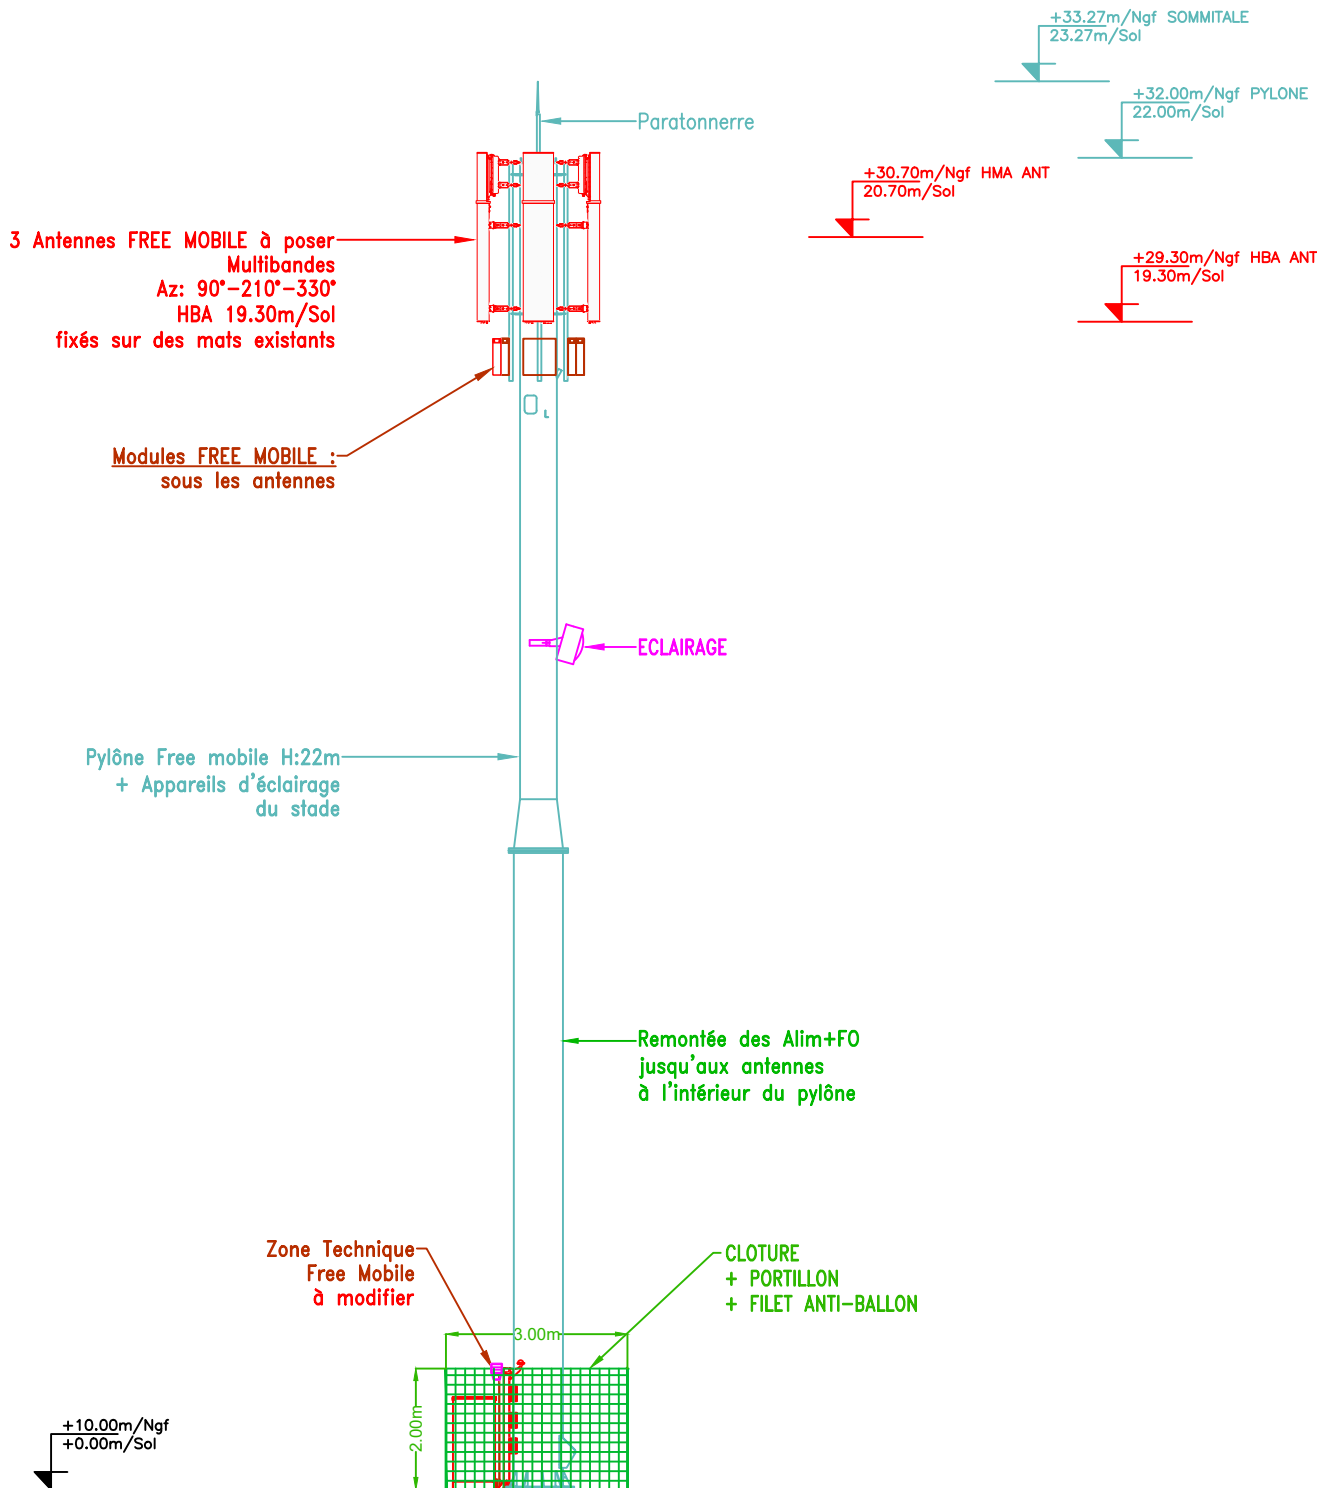 +33.27m/Ngf SOMMITALE
23.27m/Sol
+32.00m/Ngf PYLONE
22.00m/Sol
Paratonnerre
+30.70m/Ngf HMA ANT
20.70m/Sol
3 Antennes FREE MOBILE à poser
Multibandes
Az: 90°-210°-330°
HBA 19.30m/Sol
fixés sur des mats existants
+29.30m/Ngf HBA ANT
19.30m/Sol
Modules FREE MOBILE :
sous les antennes
ECLAIRAGE
Pylône Free mobile H:22m
+ Appareils d'éclairage
du stade
Remontée des Alim+FO
jusqu'aux antennes
à l'intérieur du pylône
Zone Technique
Free Mobile
à modifier
CLOTURE
+ PORTILLON
+ FILET ANTI-BALLON
3.00m
2.00m
+10.00m/Ngf
+0.00m/Sol